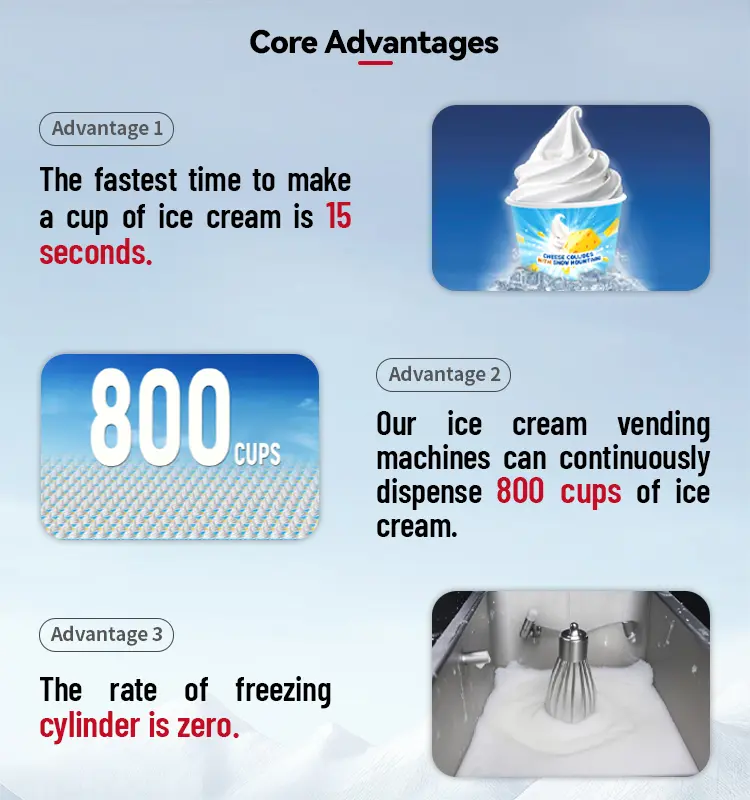 Core Advantages
Advantage 1
The fastest time to make
a cup of ice cream is 15
seconds.
CHEESE COLLIDES
WITH SNOW MOUNTAINS
800 CUPS
Advantage 2
Our ice cream vending
machines can continuously
dispense 800 cups of ice
cream.
Advantage 3
The rate of freezing
cylinder is zero.